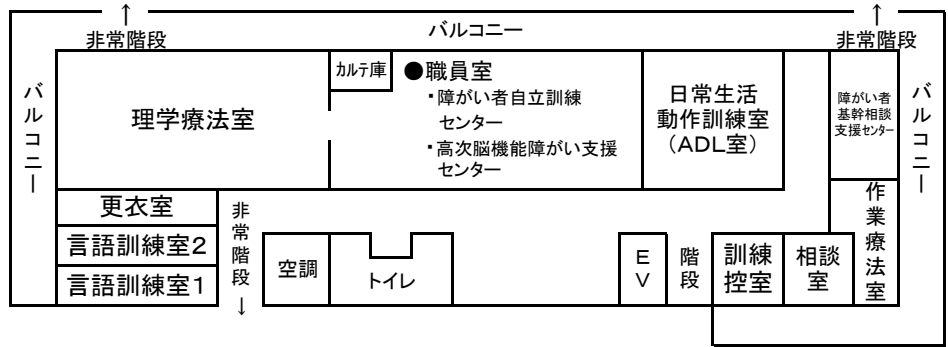 ↑
非常階段
バルコニー
↑
非常階段
バルコニー
理学療法室
カルテ庫
●職員室
・障がい者自立訓練
センター
・高次脳機能障がい支援
センター
日常生活
動作訓練室
（ADL室）
障がい者
基幹相談
支援センター
バルコニー
更衣室
言語訓練室2
言語訓練室1
非常階段
↓
空調
トイレ
EV
階段
訓練
控室
相談
室
作業療法室